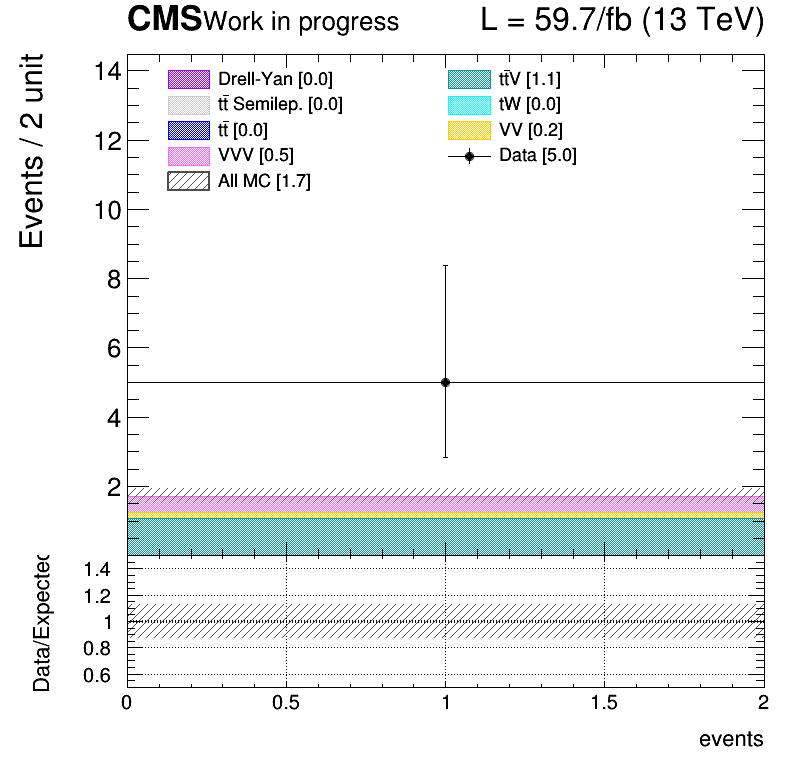 CMS Work in progress L = 59.7/fb (13 TeV)
Events / 2 unit
14
12
10
8
6
4
2
Drell-Yan [0.0]
tt̄ Semilep. [0.0]
tt̄ [0.0]
VVV [0.5]
All MC [1.7]
tt̄V [1.1]
tW [0.0]
VV [0.2]
Data [5.0]
Data/Expected
1.4
1.2
1
0.8
0.6
0 0.5 1 1.5 2
events